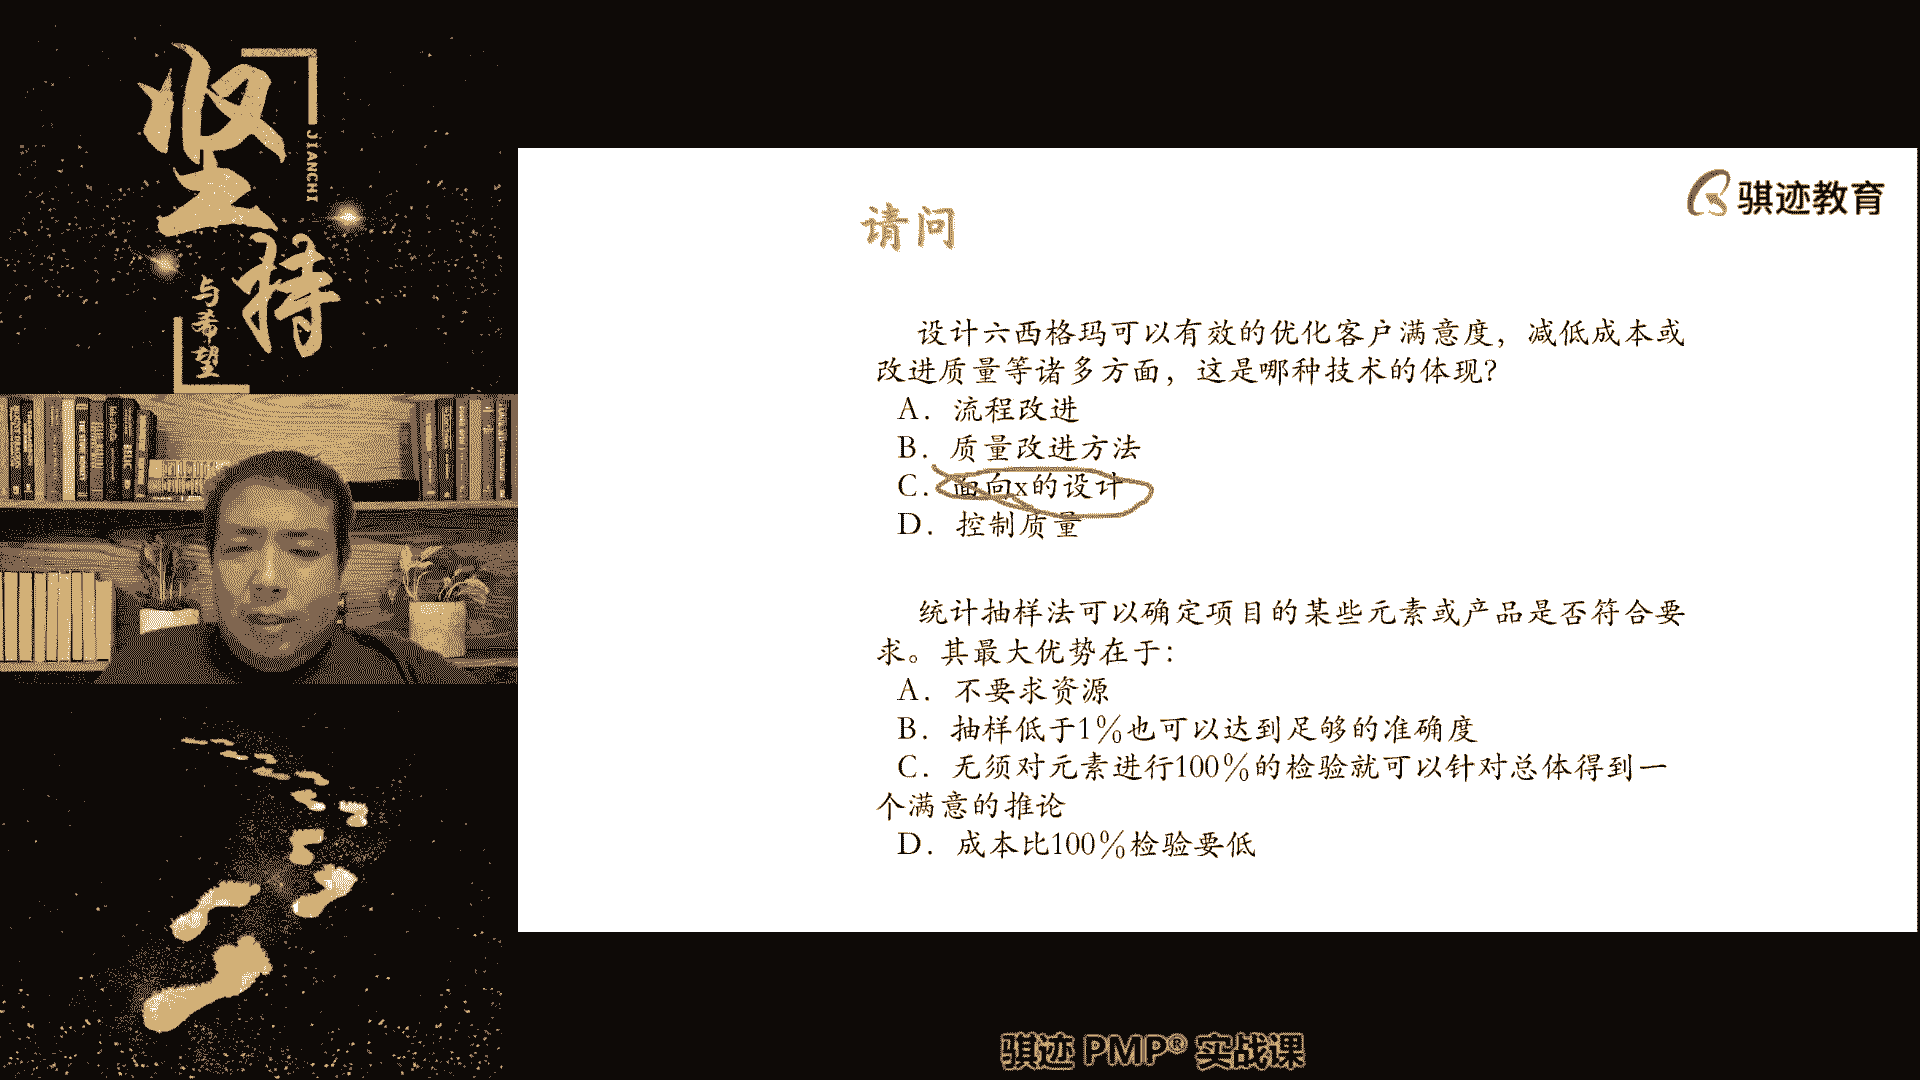 坚持
JIANCHI
与希望
骐迹教育
请问
设计六西格玛可以有效的优化客户满意度，减低成本或
改进质量等诸多方面，这是哪种技术的体现？
A. 流程改进
B. 质量改进方法
C. 面向x的设计
D. 控制质量
统计抽样法可以确定项目的某些元素或产品是否符合要
求。其最大优势在于：
A. 不要求资源
B. 抽样低于1%也可以达到足够的准确度
C. 无须对元素进行100%的检验就可以针对总体得到一
个满意的推论
D. 成本比100%检验要低
骐迹 PMP® 实战课